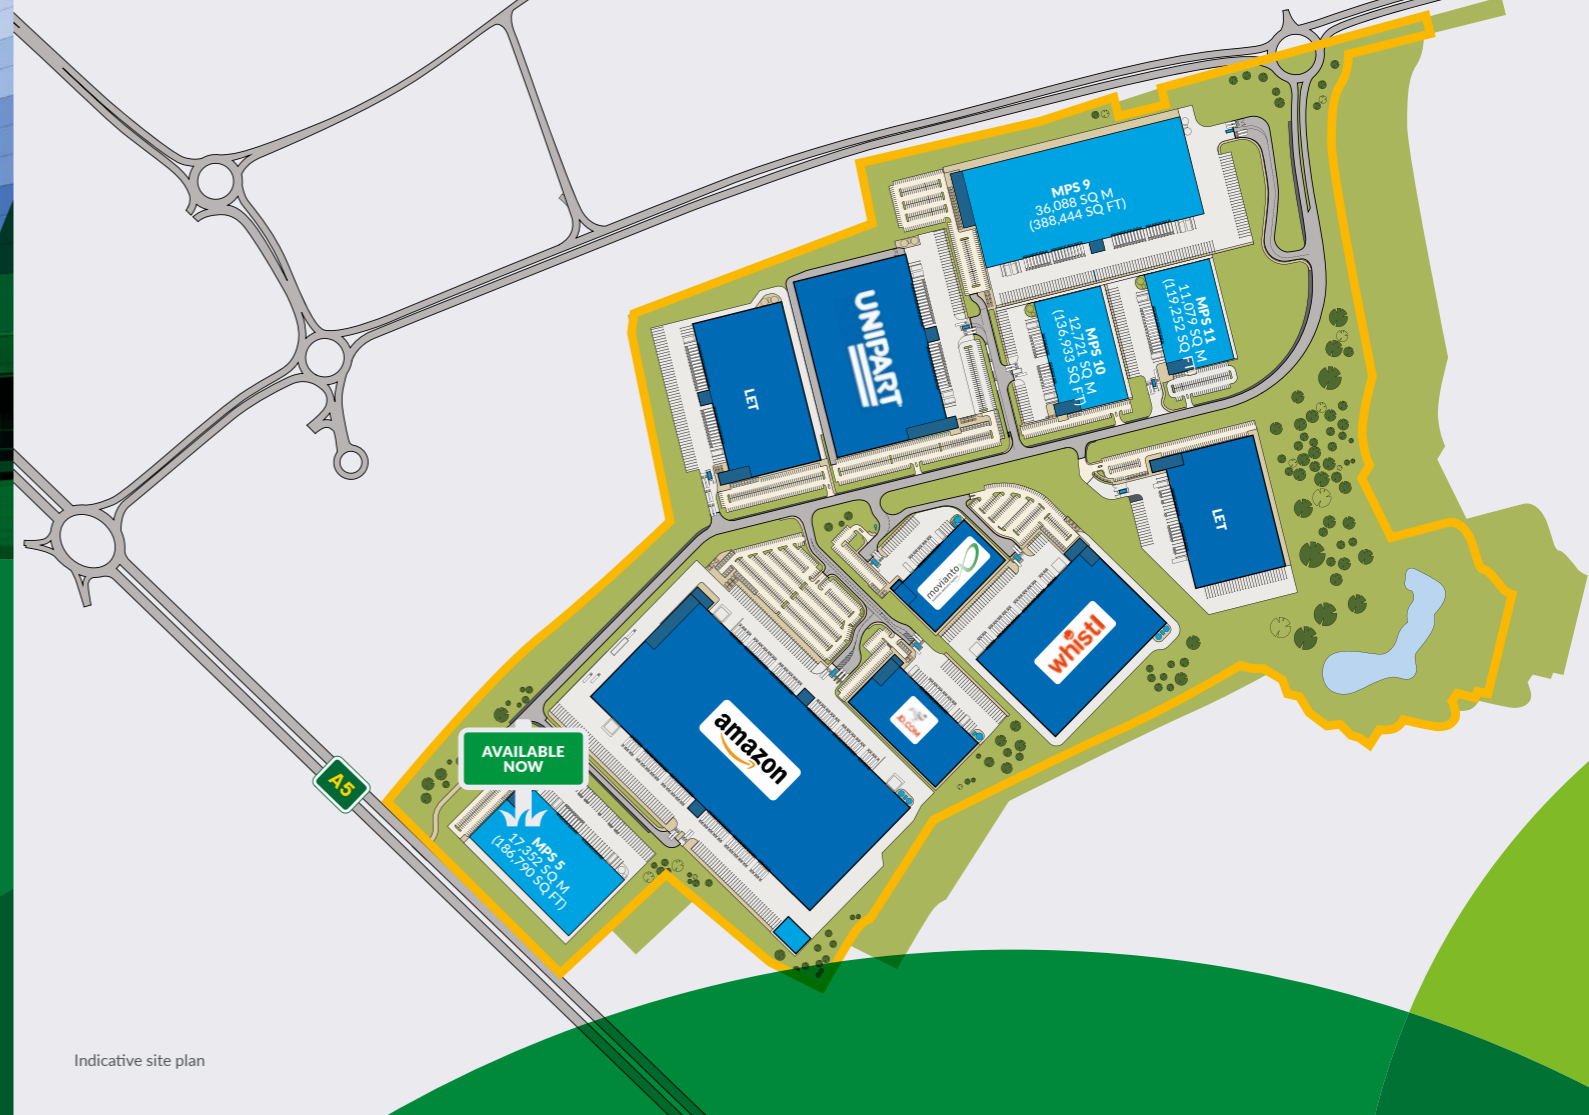 MPS 9
36,088 SQ M
(388,444 SQ FT)
UNIPART
LET
MPS 10
12,721 SQ M
(136,933 SQ FT)
MPS 11
11,079 SQ M
(119,252 SQ FT)
LET
movianto
whistl
JD.COM
amazon
AVAILABLE
NOW
A5
MPS 5
17,352 SQ M
(186,790 SQ FT)
Indicative site plan